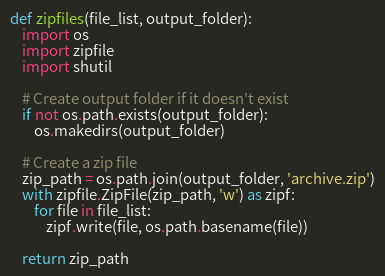 def zipfiles(file_list, output_folder):
    import os
    import zipfile
    import shutil

    # Create output folder if it doesn't exist
    if not os.path.exists(output_folder):
        os.makedirs(output_folder)

    # Create a zip file
    zip_path = os.path.join(output_folder, 'archive.zip')
    with zipfile.ZipFile(zip_path, 'w') as zipf:
        for file in file_list:
            zipf.write(file, os.path.basename(file))

    return zip_path